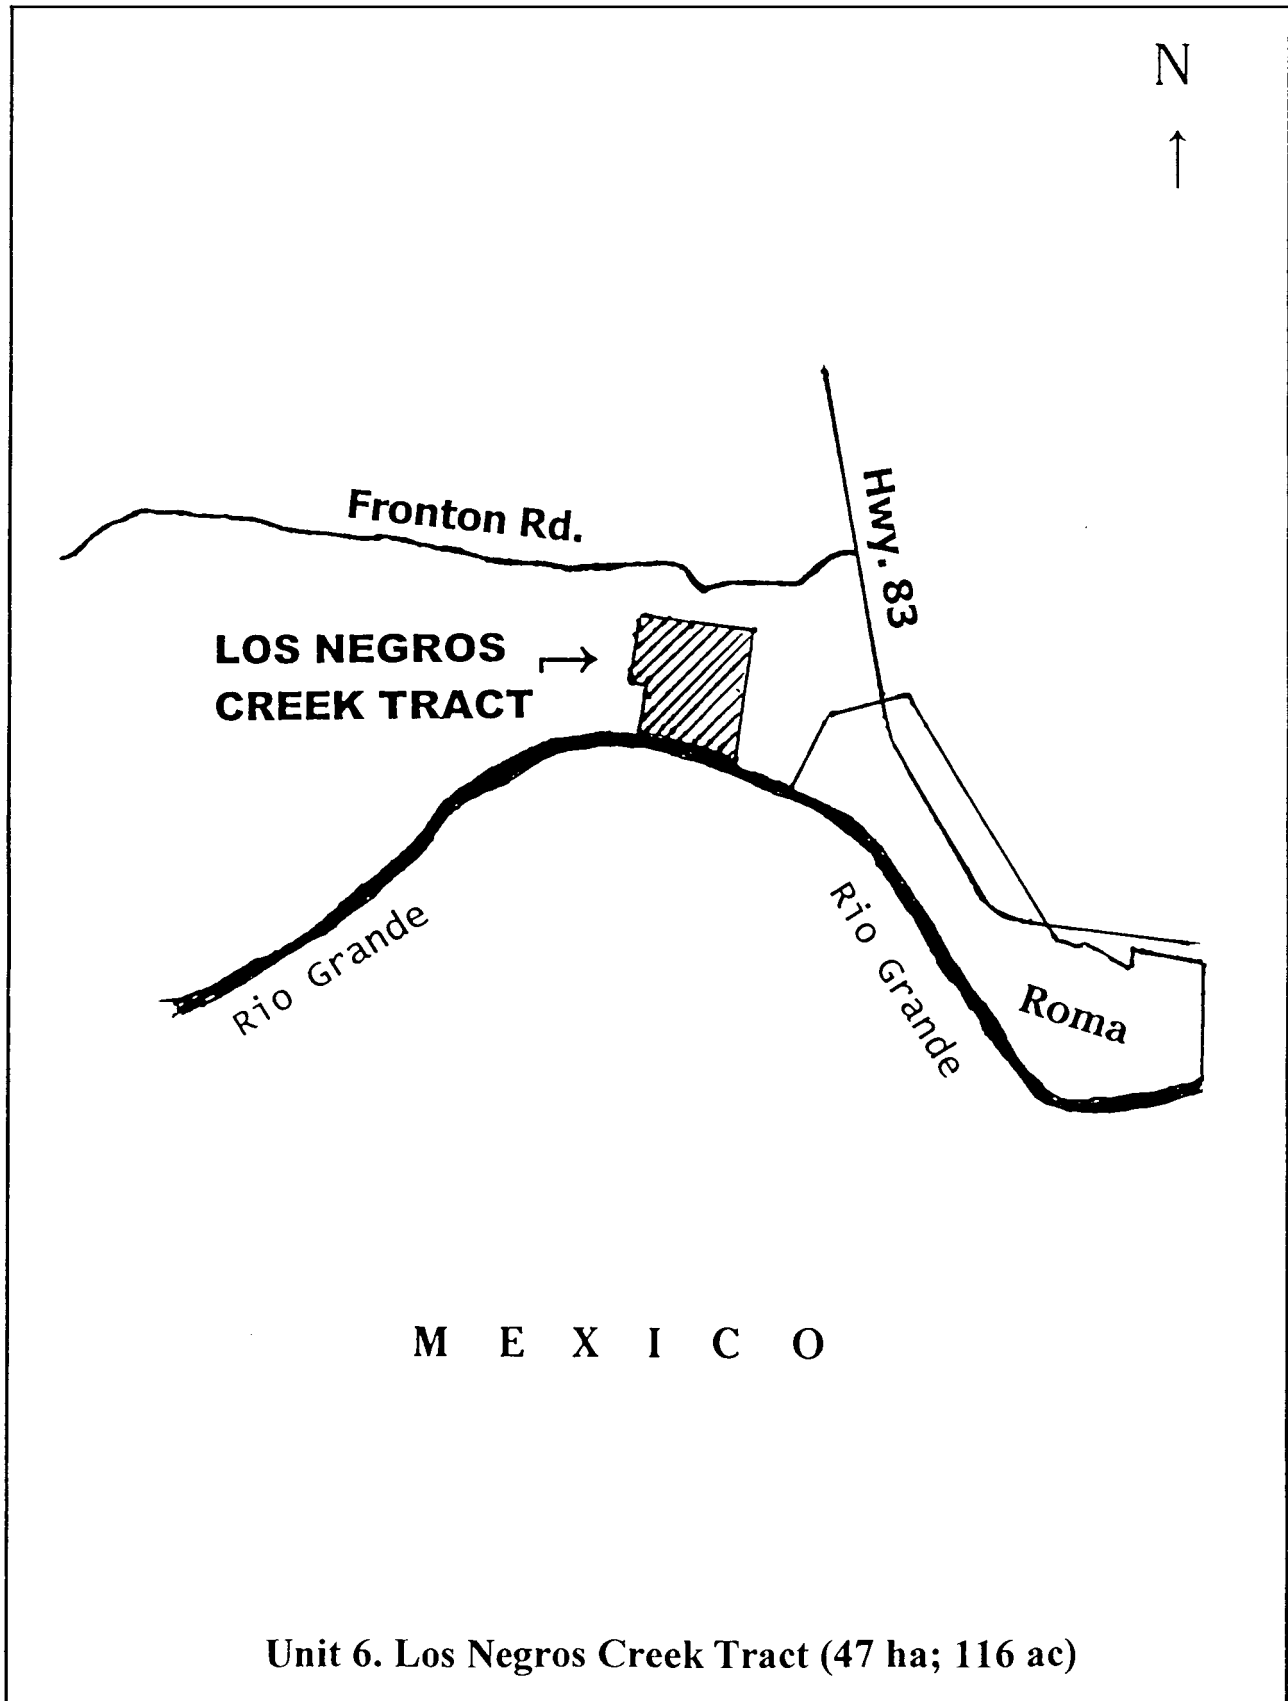 N
Fronton Rd.
Hwy. 83
LOS NEGROS
CREEK TRACT
Rio Grande
Rio Grande
Roma
M E X I C O
Unit 6. Los Negros Creek Tract (47 ha; 116 ac)